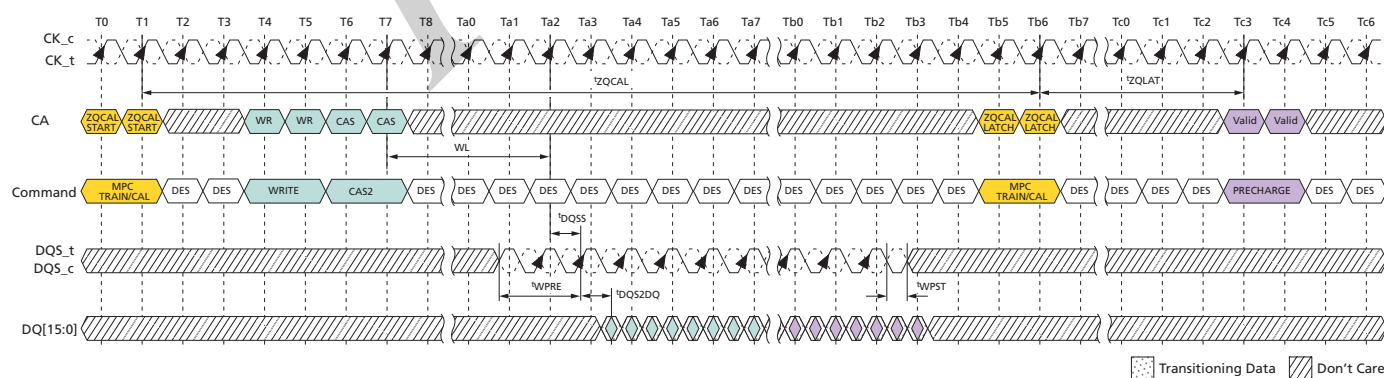 T0 T1 T2 T3 T4 T5 T6 T7 T8 Ta0 Ta1 Ta2 Ta3 Ta4 Ta5 Ta6 Ta7 Tb0 Tb1 Tb2 Tb3 Tb4 Tb5 Tb6 Tb7 Tc0 Tc1 Tc2 Tc3 Tc4 Tc5 Tc6
CK_c
CK_t
tZQCAL tZQLAT
CA ZQCAL START ZQCAL START WR WR CAS CAS ZQCAL LATCH ZQCAL LATCH Valid Valid
WL
Command MPC TRAIN/CAL DES DES WRITE CAS2 DES DES DES DES DES DES DES DES DES DES DES DES DES DES MPC TRAIN/CAL DES DES DES DES PRECHARGE DES DES
tDQSS
DQS_t
DQS_c
tWPRE tDQS2DQ tWPST
DQ[15:0]
Transitioning Data Don't Care